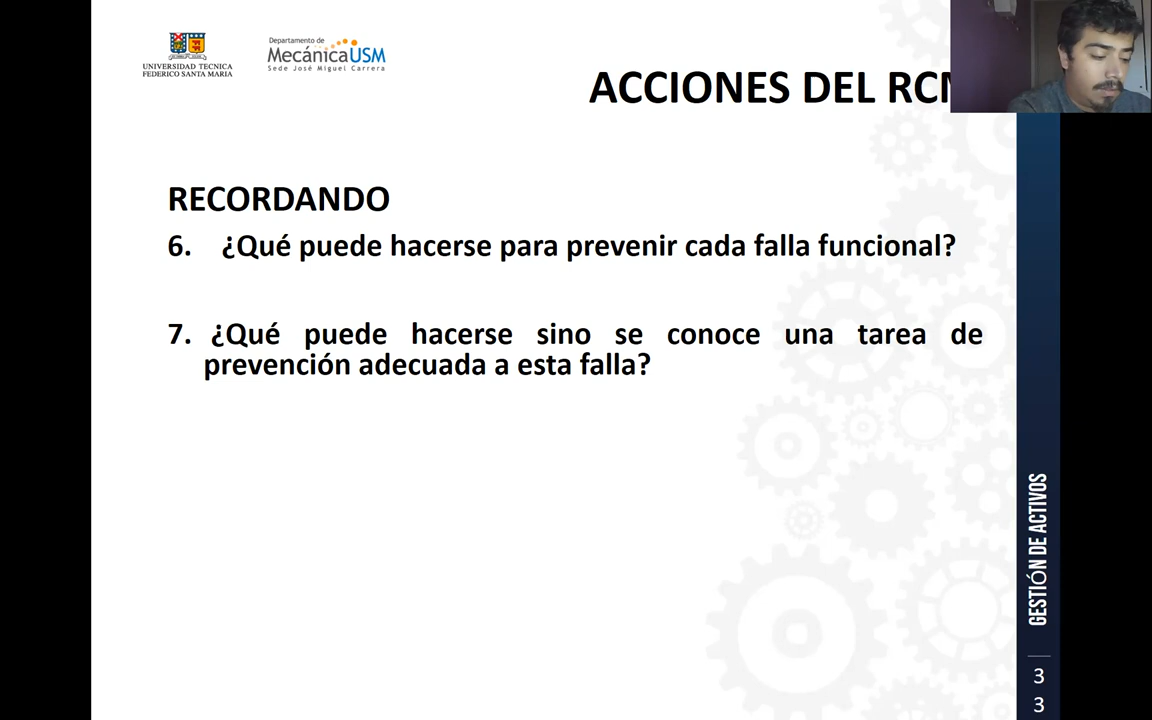 UNIVERSIDAD TECNICA
FEDERICO SANTA MARIA
Departamento de
MecánicaUSM
Sede José Miguel Carrera
ACCIONES DEL RC
RECORDANDO
6. ¿Qué puede hacerse para prevenir cada falla funcional?
7. ¿Qué puede hacerse sino se conoce una tarea de
prevención adecuada a esta falla?
GESTIÓN DE ACTIVOS
3
3